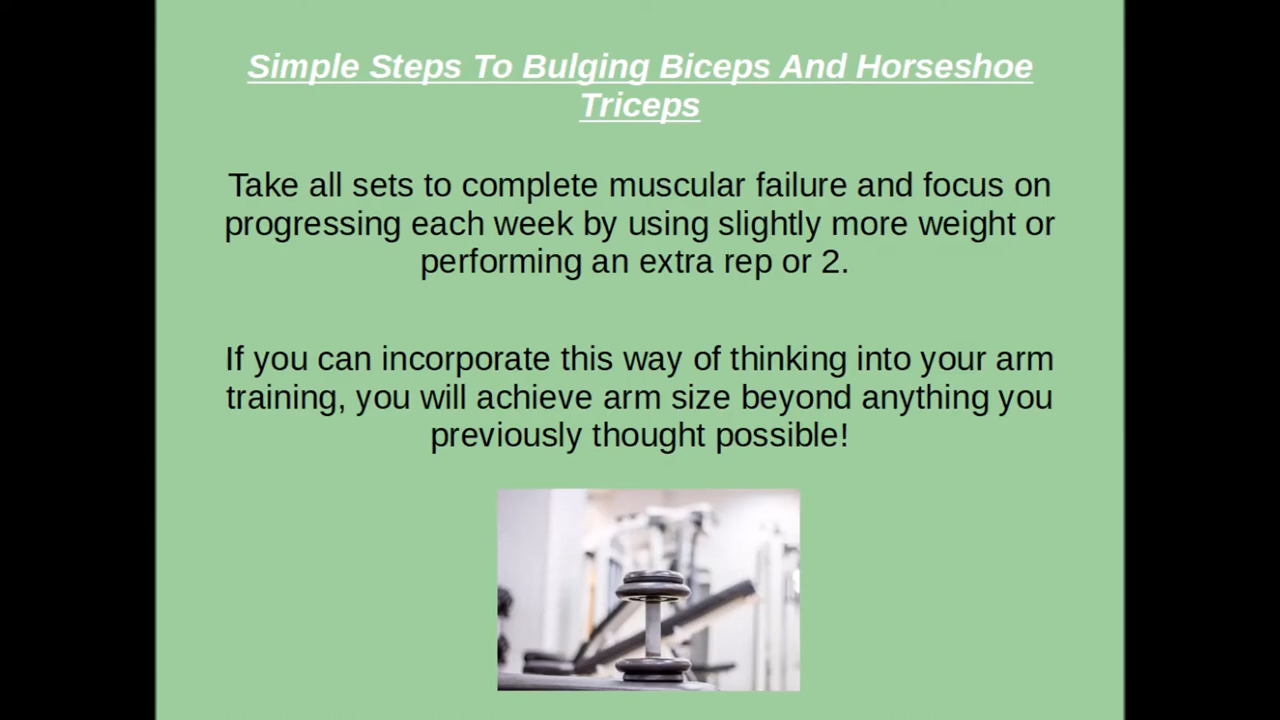 Simple Steps To Bulging Biceps And Horseshoe
Triceps
Take all sets to complete muscular failure and focus on
progressing each week by using slightly more weight or
performing an extra rep or 2.
If you can incorporate this way of thinking into your arm
training, you will achieve arm size beyond anything you
previously thought possible!